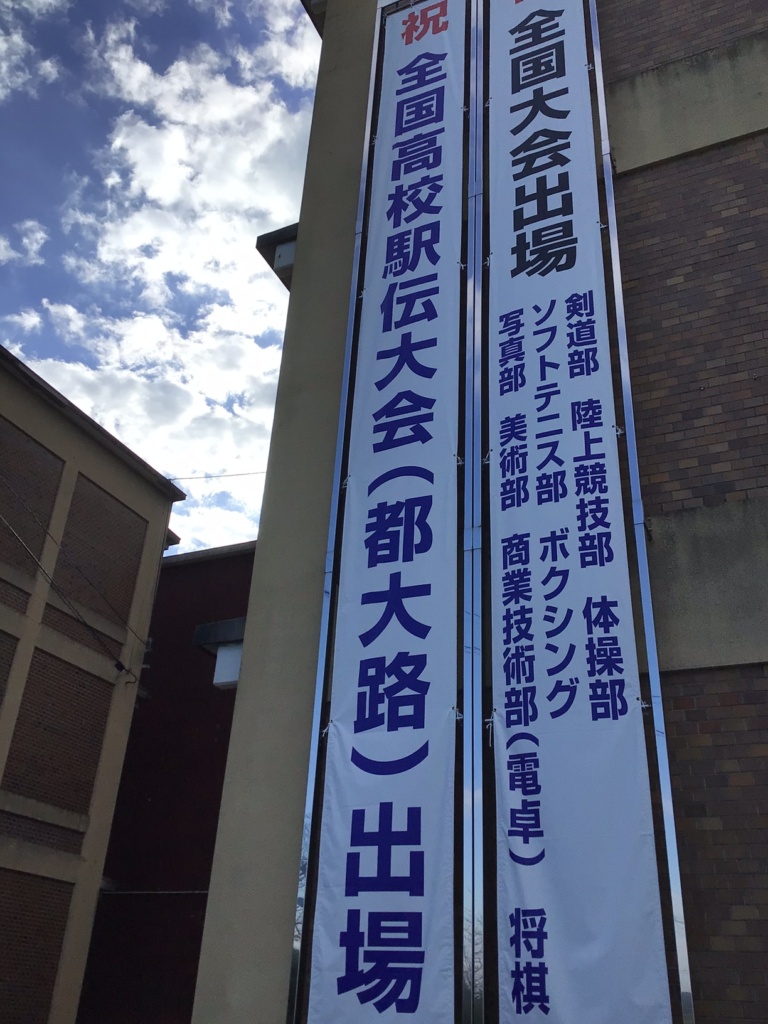 全国大会出場
剣道部 陸上競技部 体操部
ソフトテニス部 ボクシング
写真部 美術部 商業技術部(電卓) 将棋
祝 全国高校駅伝大会(都大路)出場